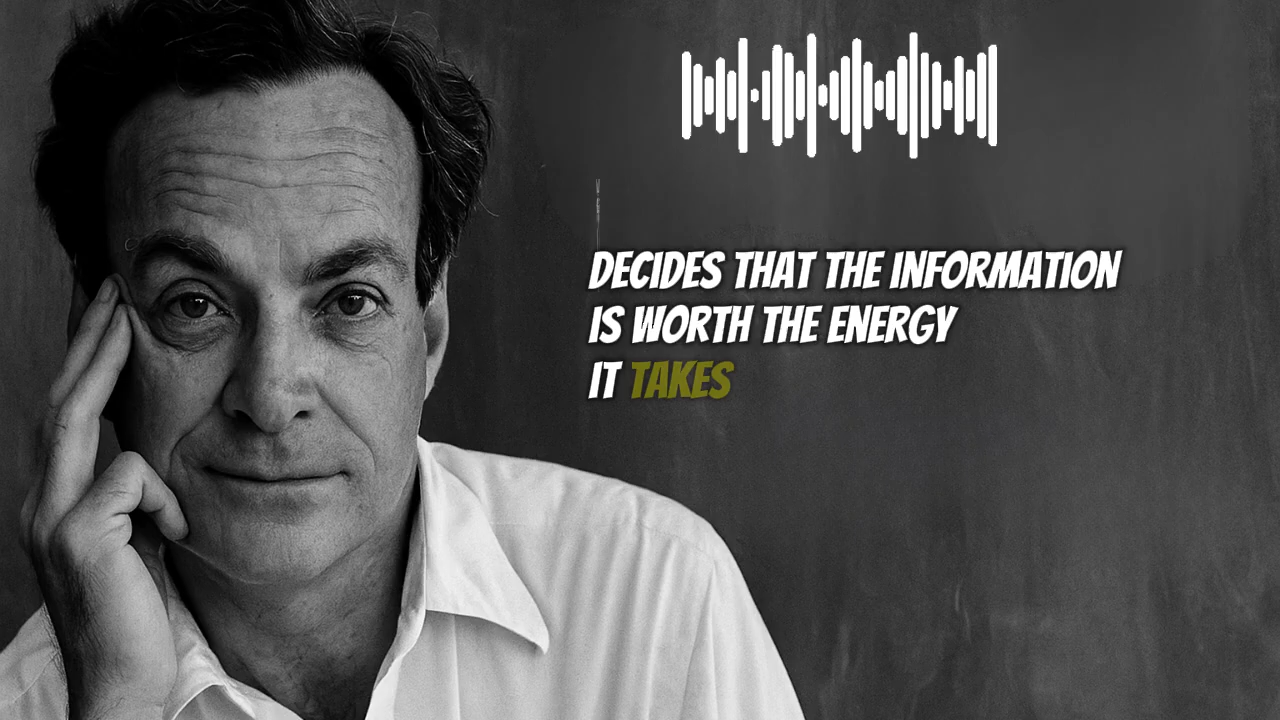 DECIDES THAT THE INFORMATION
IS WORTH THE ENERGY
IT TAKES